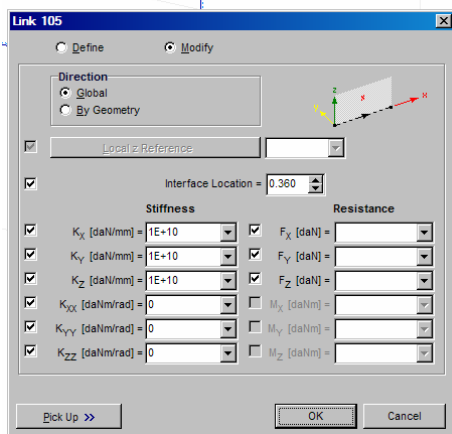 Link 105
Define Modify
Direction
Global
By Geometry
z
x
y
x
Local z Reference
Interface Location = 0.360
Stiffness Resistance
KX [daN/mm] = 1E+10 FX [daN] =
KY [daN/mm] = 1E+10 FY [daN] =
KZ [daN/mm] = 1E+10 FZ [daN] =
KXX [daNm/rad] = 0 MX [daNm] =
KYY [daNm/rad] = 0 MY [daNm] =
KZZ [daNm/rad] = 0 MZ [daNm] =
Pick Up >> OK Cancel